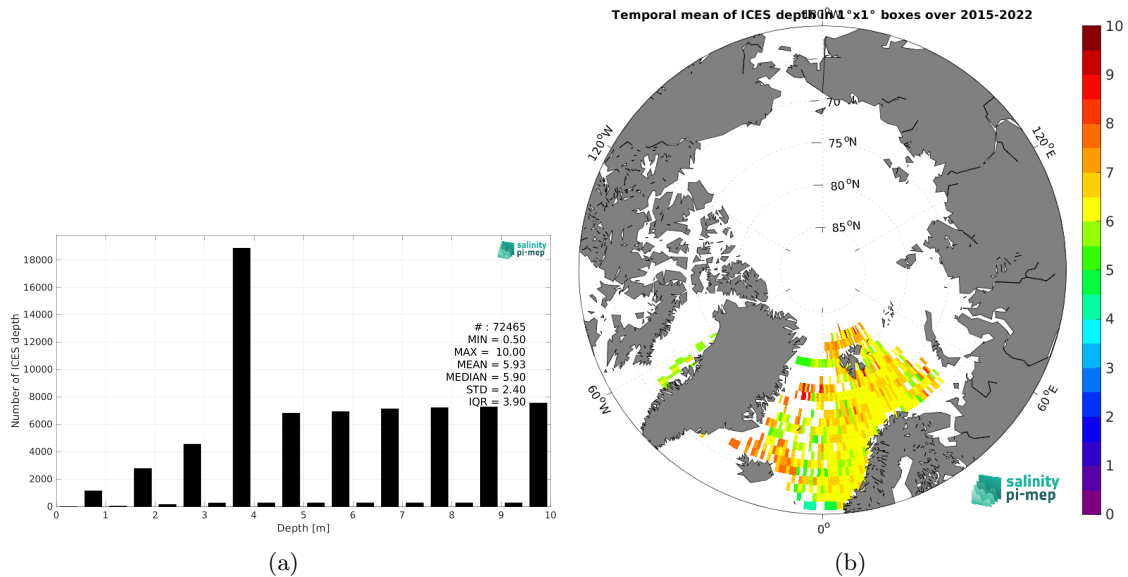 salinity
pi-mep
18000
16000
14000
12000
10000
8000
6000
4000
2000
0
Number of ICES depth
# : 72465
MIN = 0.50
MAX = 10.00
MEAN = 5.93
MEDIAN = 5.90
STD = 2.40
IQR = 3.90
0 1 2 3 4 5 6 7 8 9 10
Depth [m]
(a)
Temporal mean of ICES depth in 1°x1° boxes over 2015-2022
180°W
120°W
120°E
60°W
60°E
0°
75°N
80°N
85°N
10
9
8
7
6
5
4
3
2
1
0
salinity
pi-mep
(b)